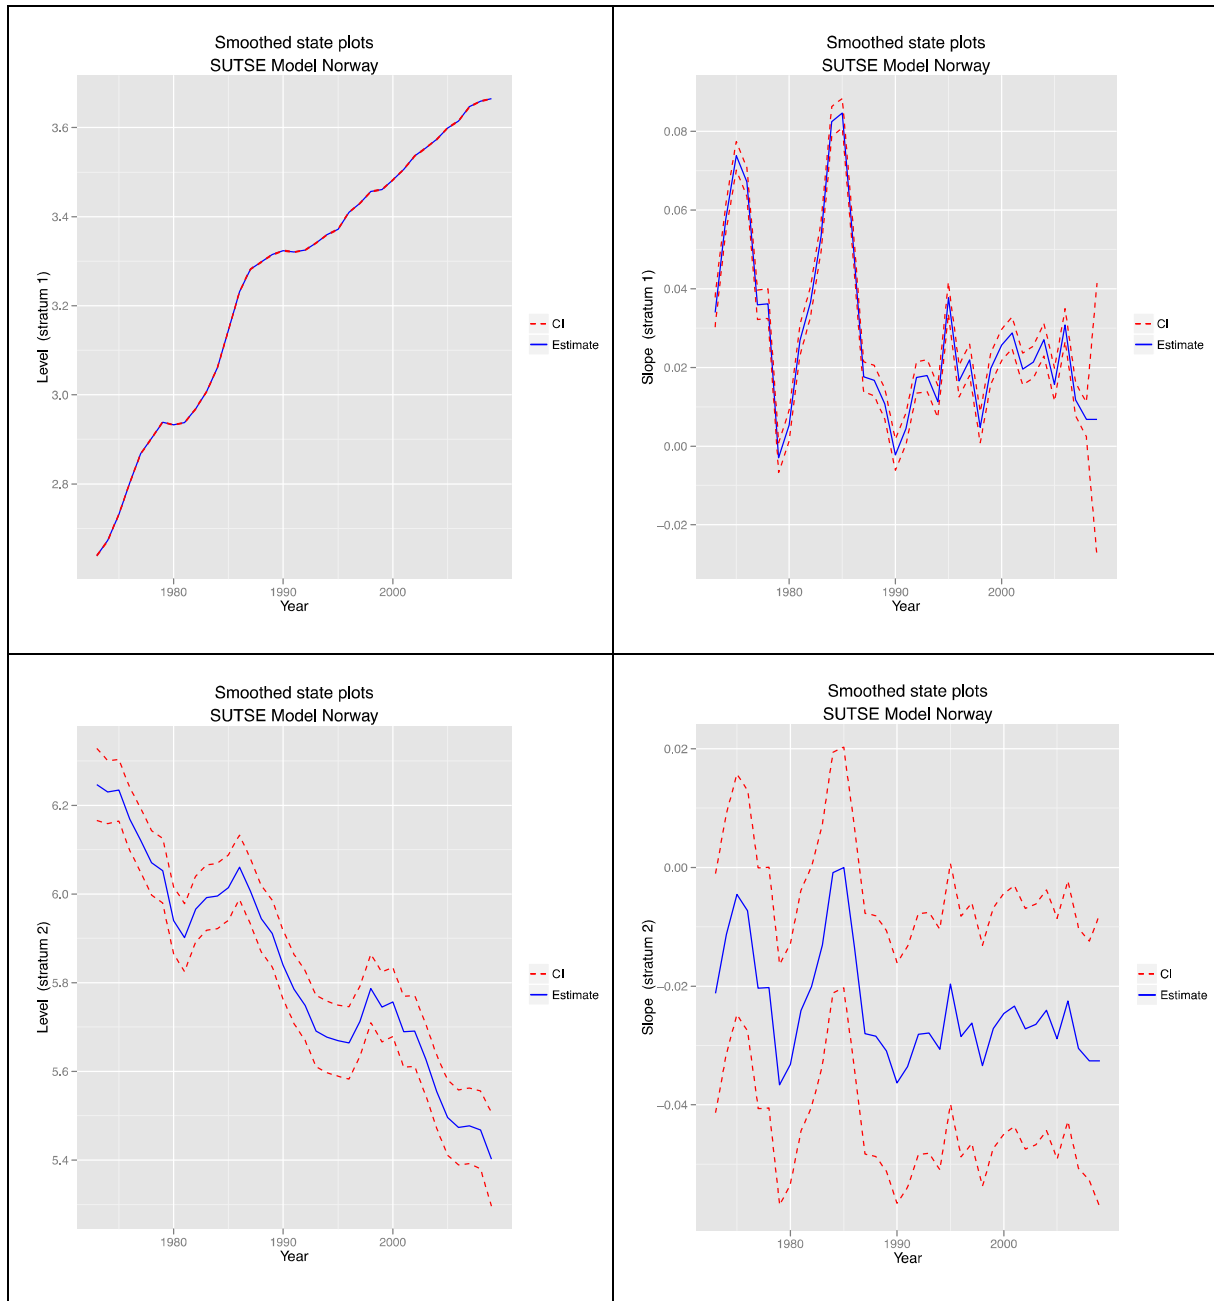 Smoothed state plots
SUTSE Model Norway
Level (stratum 1)
3.6
3.4
3.2
3.0
2.8
1980
1990
2000
Year
CI
Estimate
Smoothed state plots
SUTSE Model Norway
Slope (stratum 1)
0.08
0.06
0.04
0.02
0.00
−0.02
1980
1990
2000
Year
CI
Estimate
Smoothed state plots
SUTSE Model Norway
Level (stratum 2)
6.2
6.0
5.8
5.6
5.4
1980
1990
2000
Year
CI
Estimate
Smoothed state plots
SUTSE Model Norway
Slope (stratum 2)
0.02
0.00
−0.02
−0.04
1980
1990
2000
Year
CI
Estimate